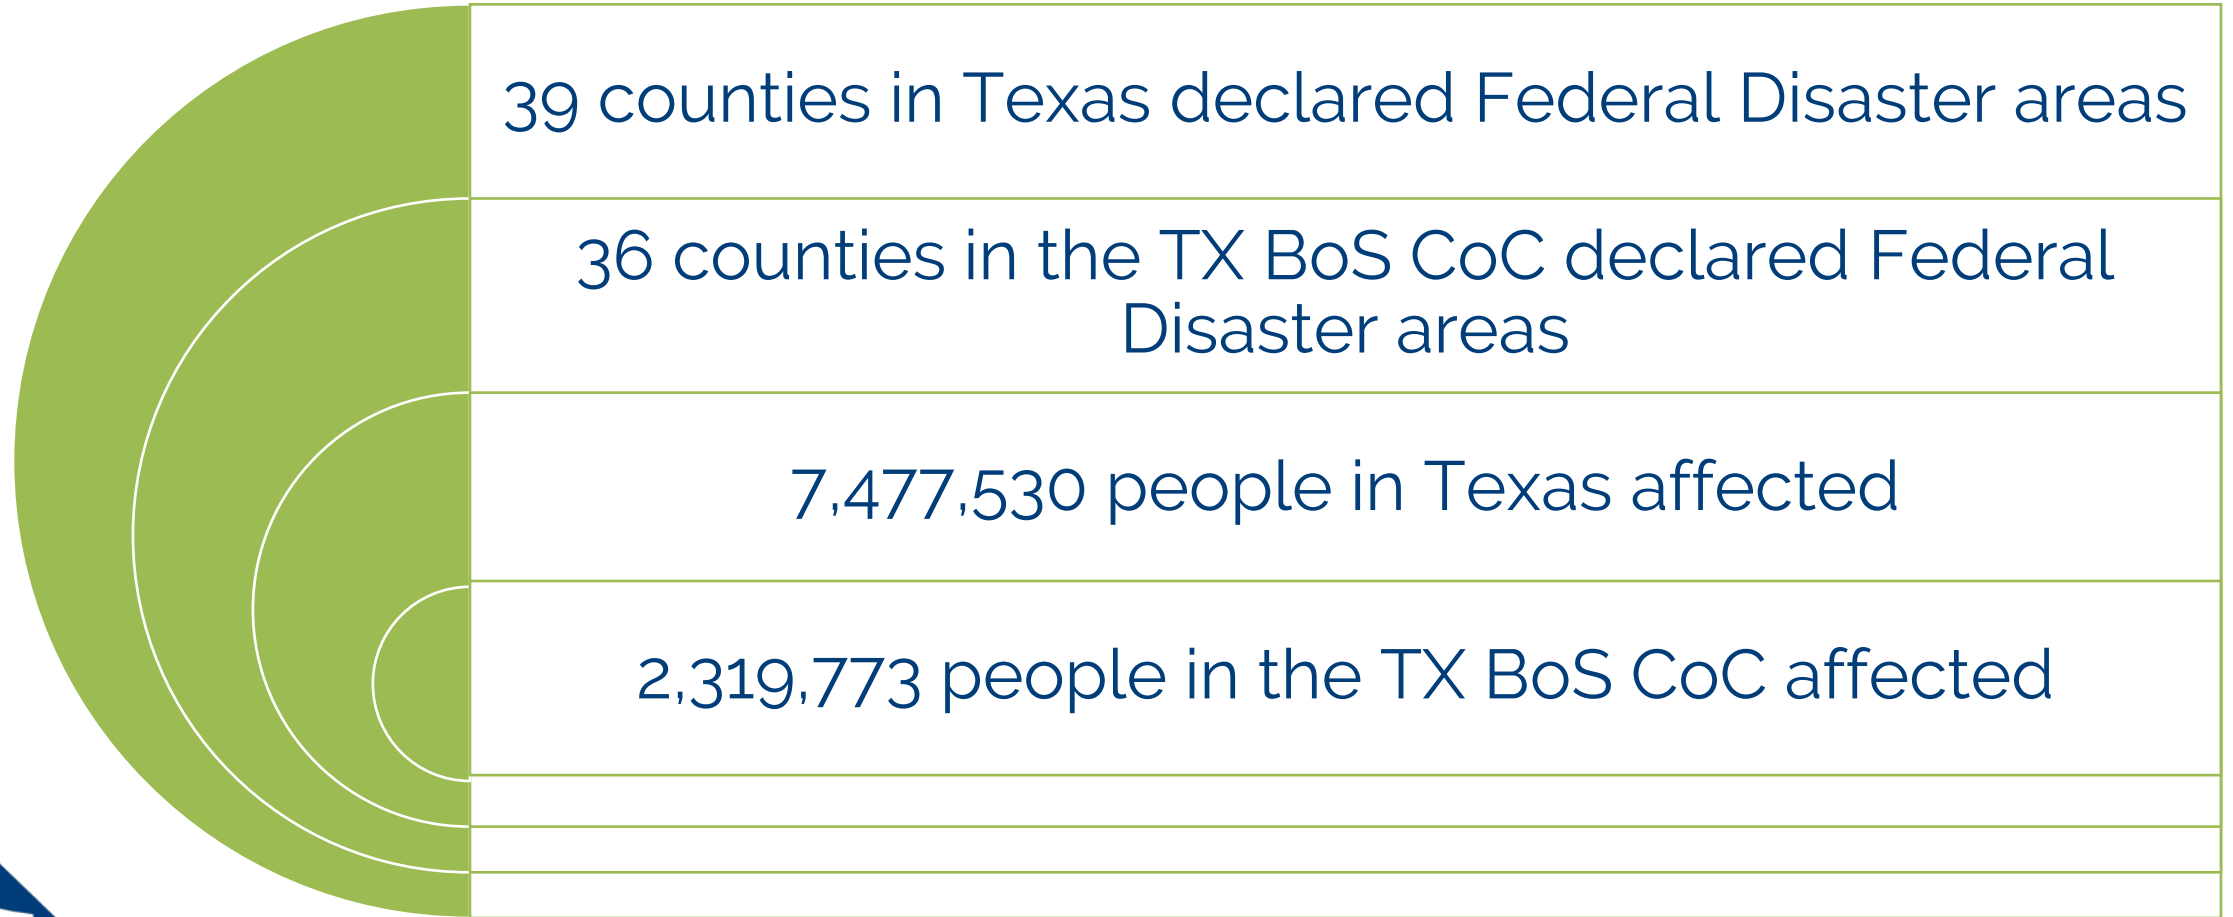 39 counties in Texas declared Federal Disaster areas
36 counties in the TX BoS CoC declared Federal
Disaster areas
7,477,530 people in Texas affected
2,319,773 people in the TX BoS CoC affected